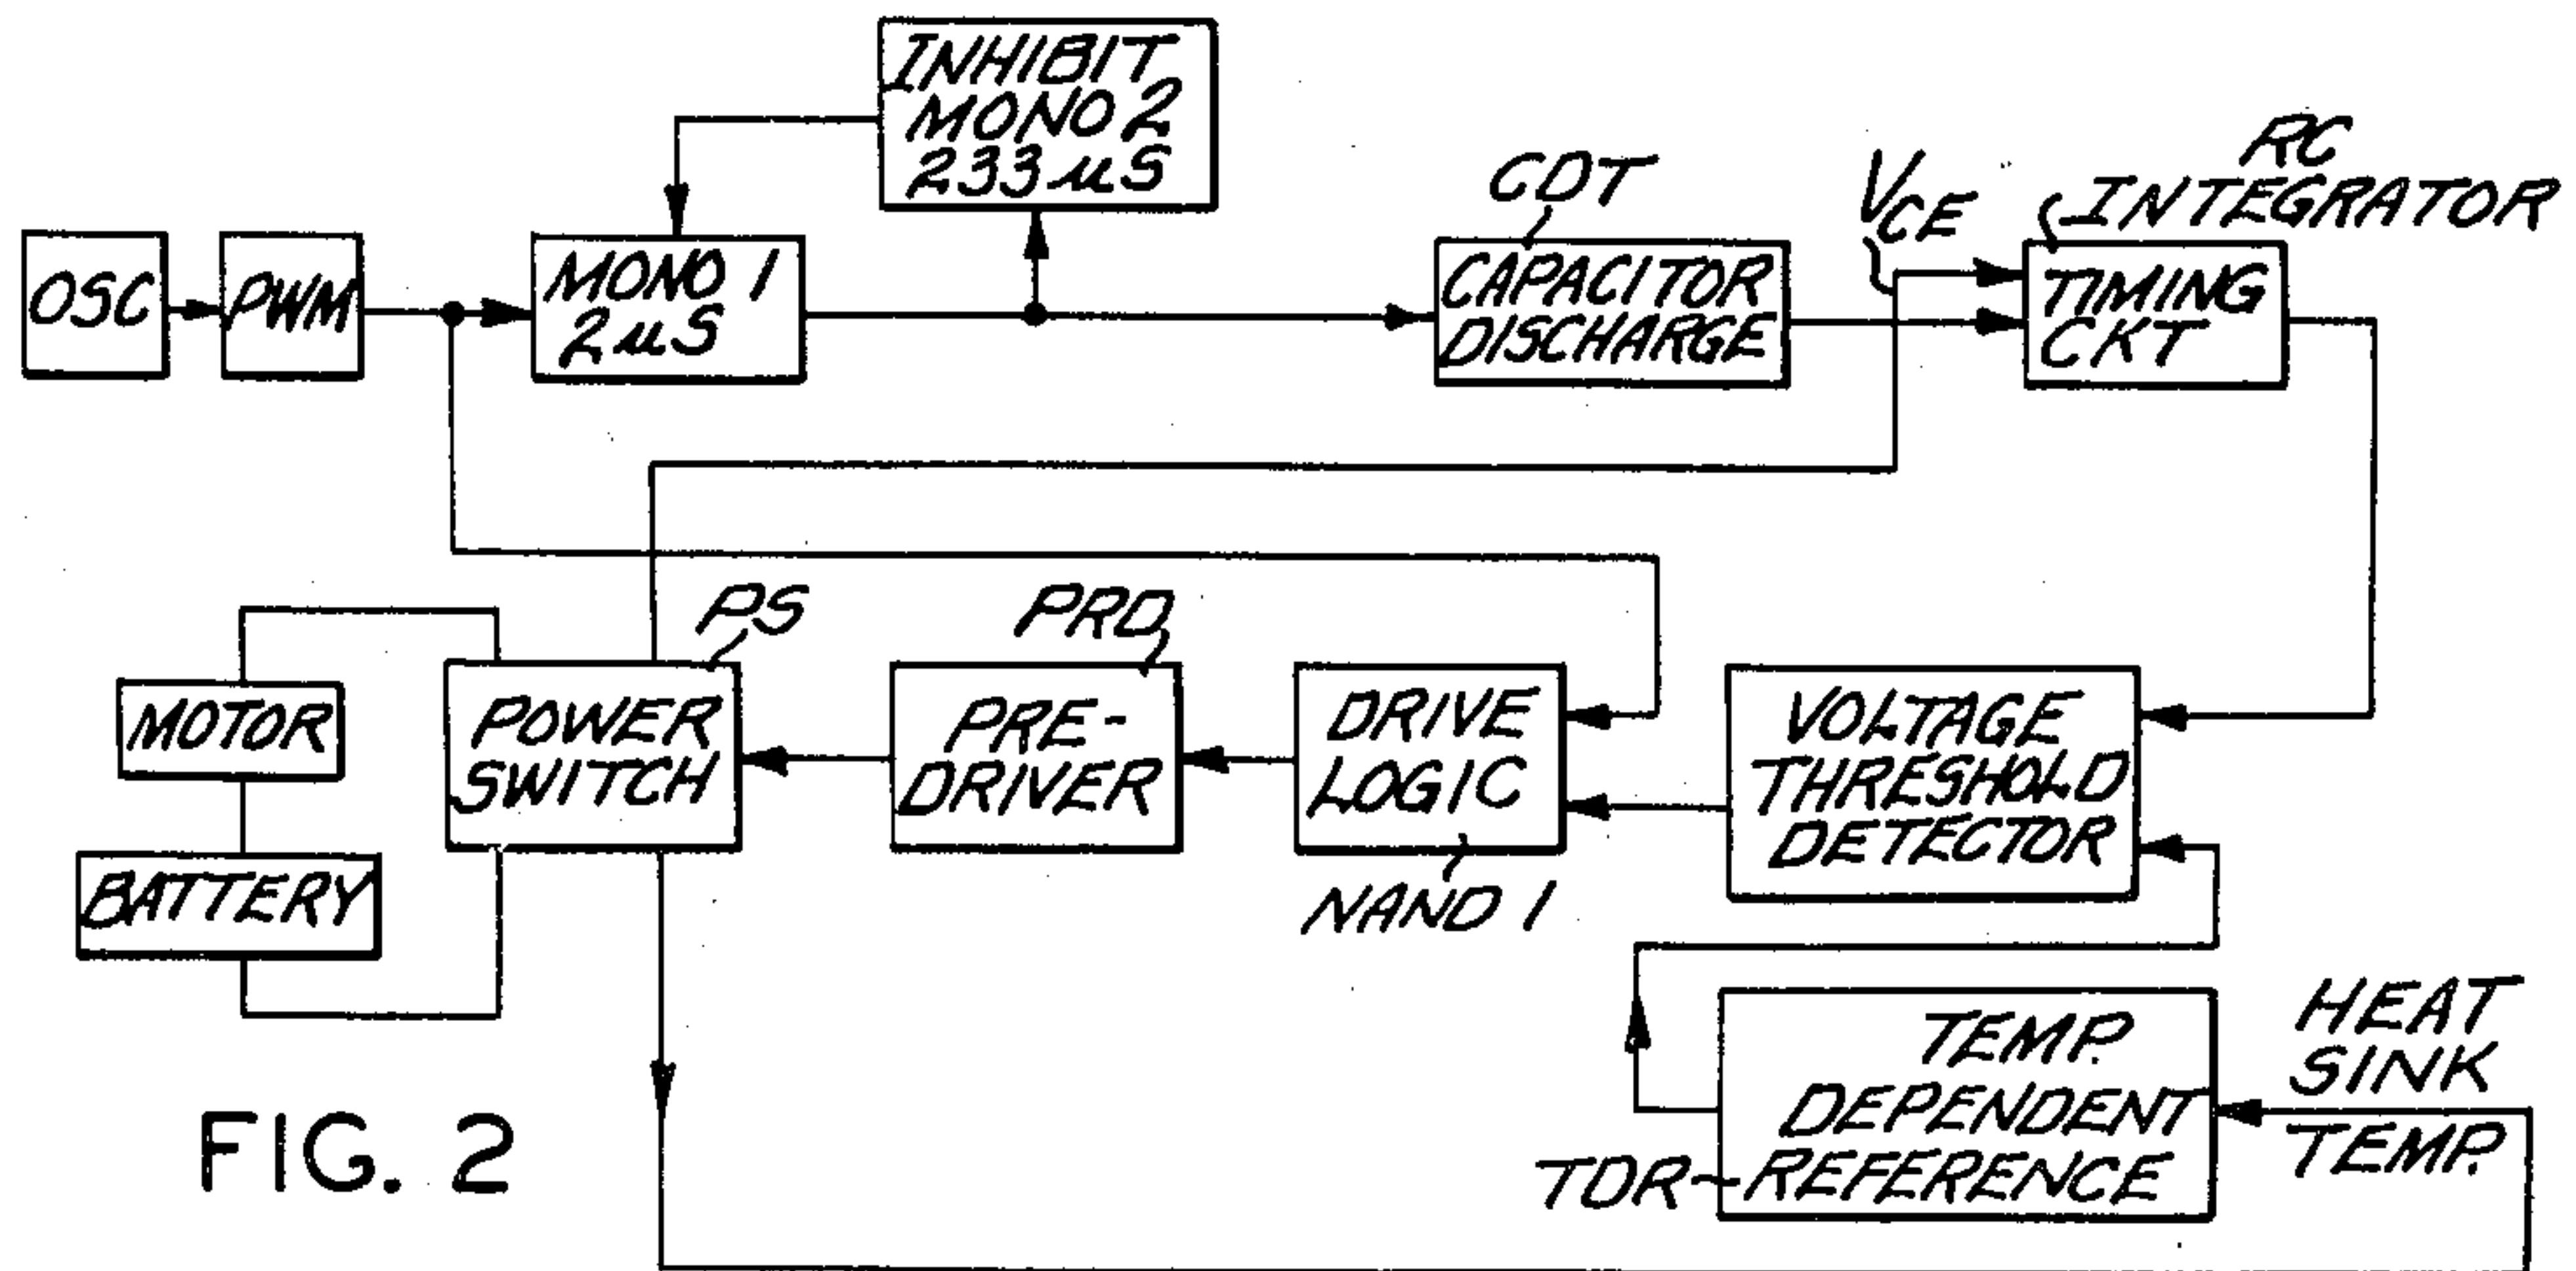 INHIBIT
MONO 2
233 µS
OSC
PWM
MONO 1
2 µS
CDT
CAPACITOR
DISCHARGE
VCE
RC
INTEGRATOR
TIMING
CKT
MOTOR
BATTERY
PS
POWER
SWITCH
PRD
PRE-
DRIVER
DRIVE
LOGIC
NAND 1
VOLTAGE
THRESHOLD
DETECTOR
TEMP.
DEPENDENT
REFERENCE
TDR
HEAT
SINK
TEMP.
FIG. 2